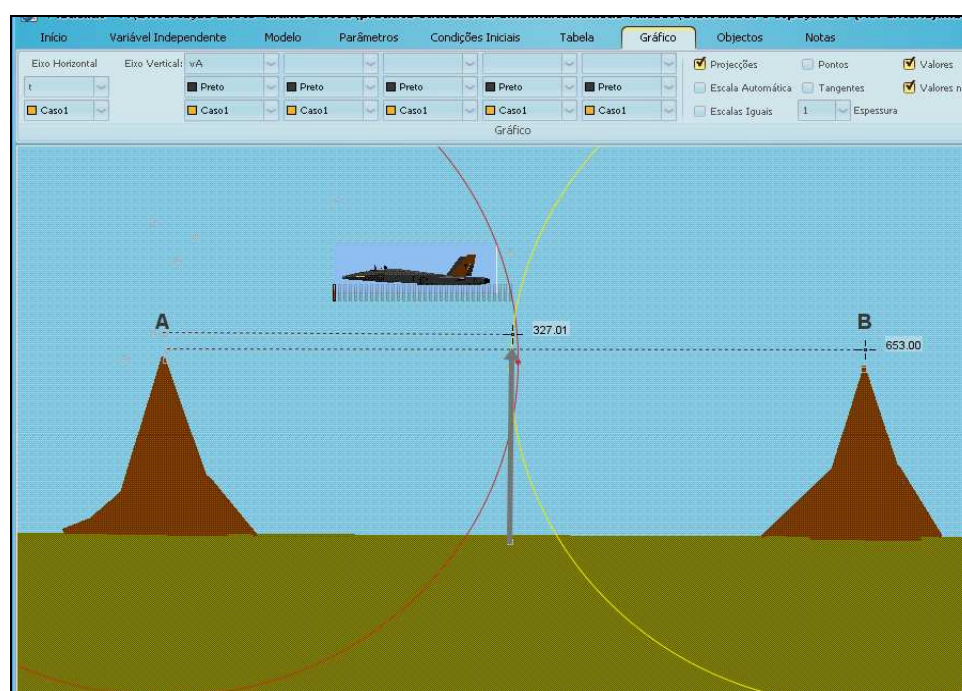 Início Variável Independente Modelo Parâmetros Condições Iniciais Tabela Gráfico Objectos Notas
Eixo Horizontal Eixo Vertical: vA Projecções Pontos Valores
t Preto Preto Preto Preto Preto Escala Automática Tangentes Valores n
Caso1 Caso1 Caso1 Caso1 Caso1 Caso1 Escalas Iguais 1 Espessura
Gráfico
A B
327.01
653.00